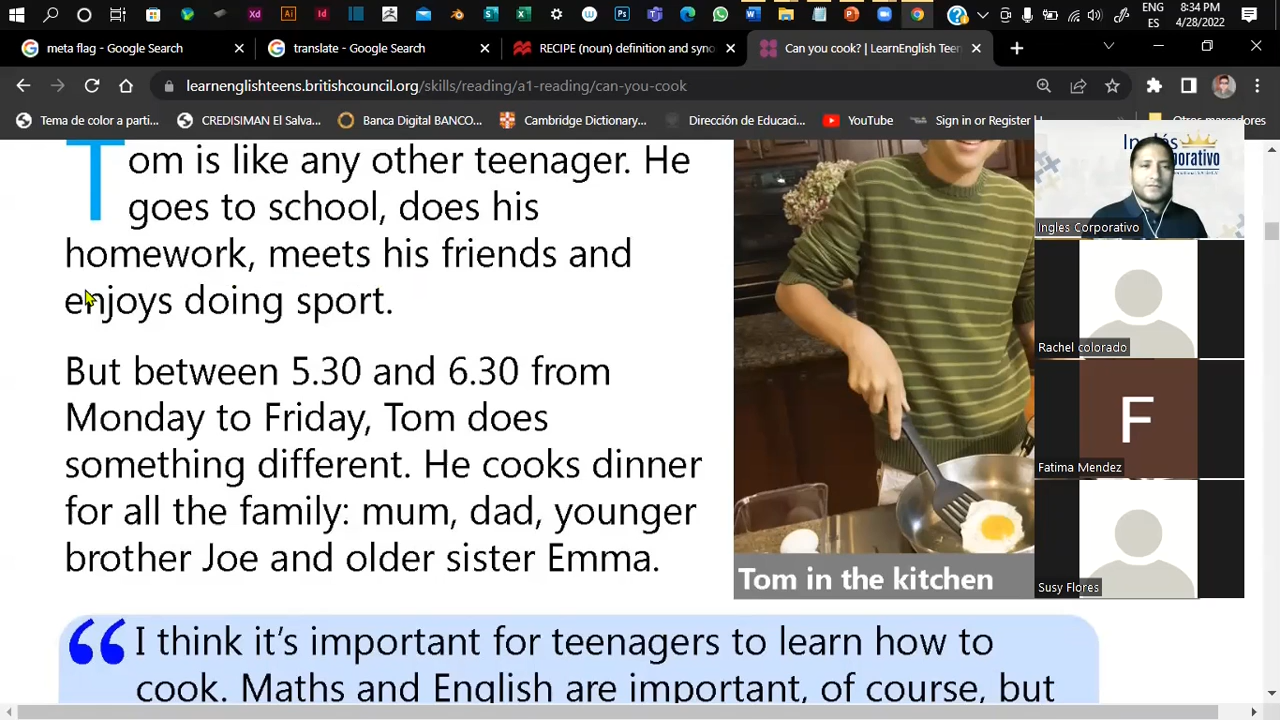 8:34 PM
ENG
ES
4/28/2022
meta flag - Google Search
translate - Google Search
RECIPE (noun) definition and syno
Can you cook? | LearnEnglish Teen
learnenglishteens.britishcouncil.org/skills/reading/a1-reading/can-you-cook
Tema de color a parti...
CREDISIMAN El Salva...
Banca Digital BANCO...
Cambridge Dictionary...
Dirección de Educaci...
YouTube
Sign in or Register |
Otros marcadores
Tom is like any other teenager. He
goes to school, does his
homework, meets his friends and
enjoys doing sport.
But between 5.30 and 6.30 from
Monday to Friday, Tom does
something different. He cooks dinner
for all the family: mum, dad, younger
brother Joe and older sister Emma.
Tom in the kitchen
“ I think it’s important for teenagers to learn how to
cook. Maths and English are important, of course, but
Ingles Corporativo
Rachel colorado
F
Fatima Mendez
Susy Flores